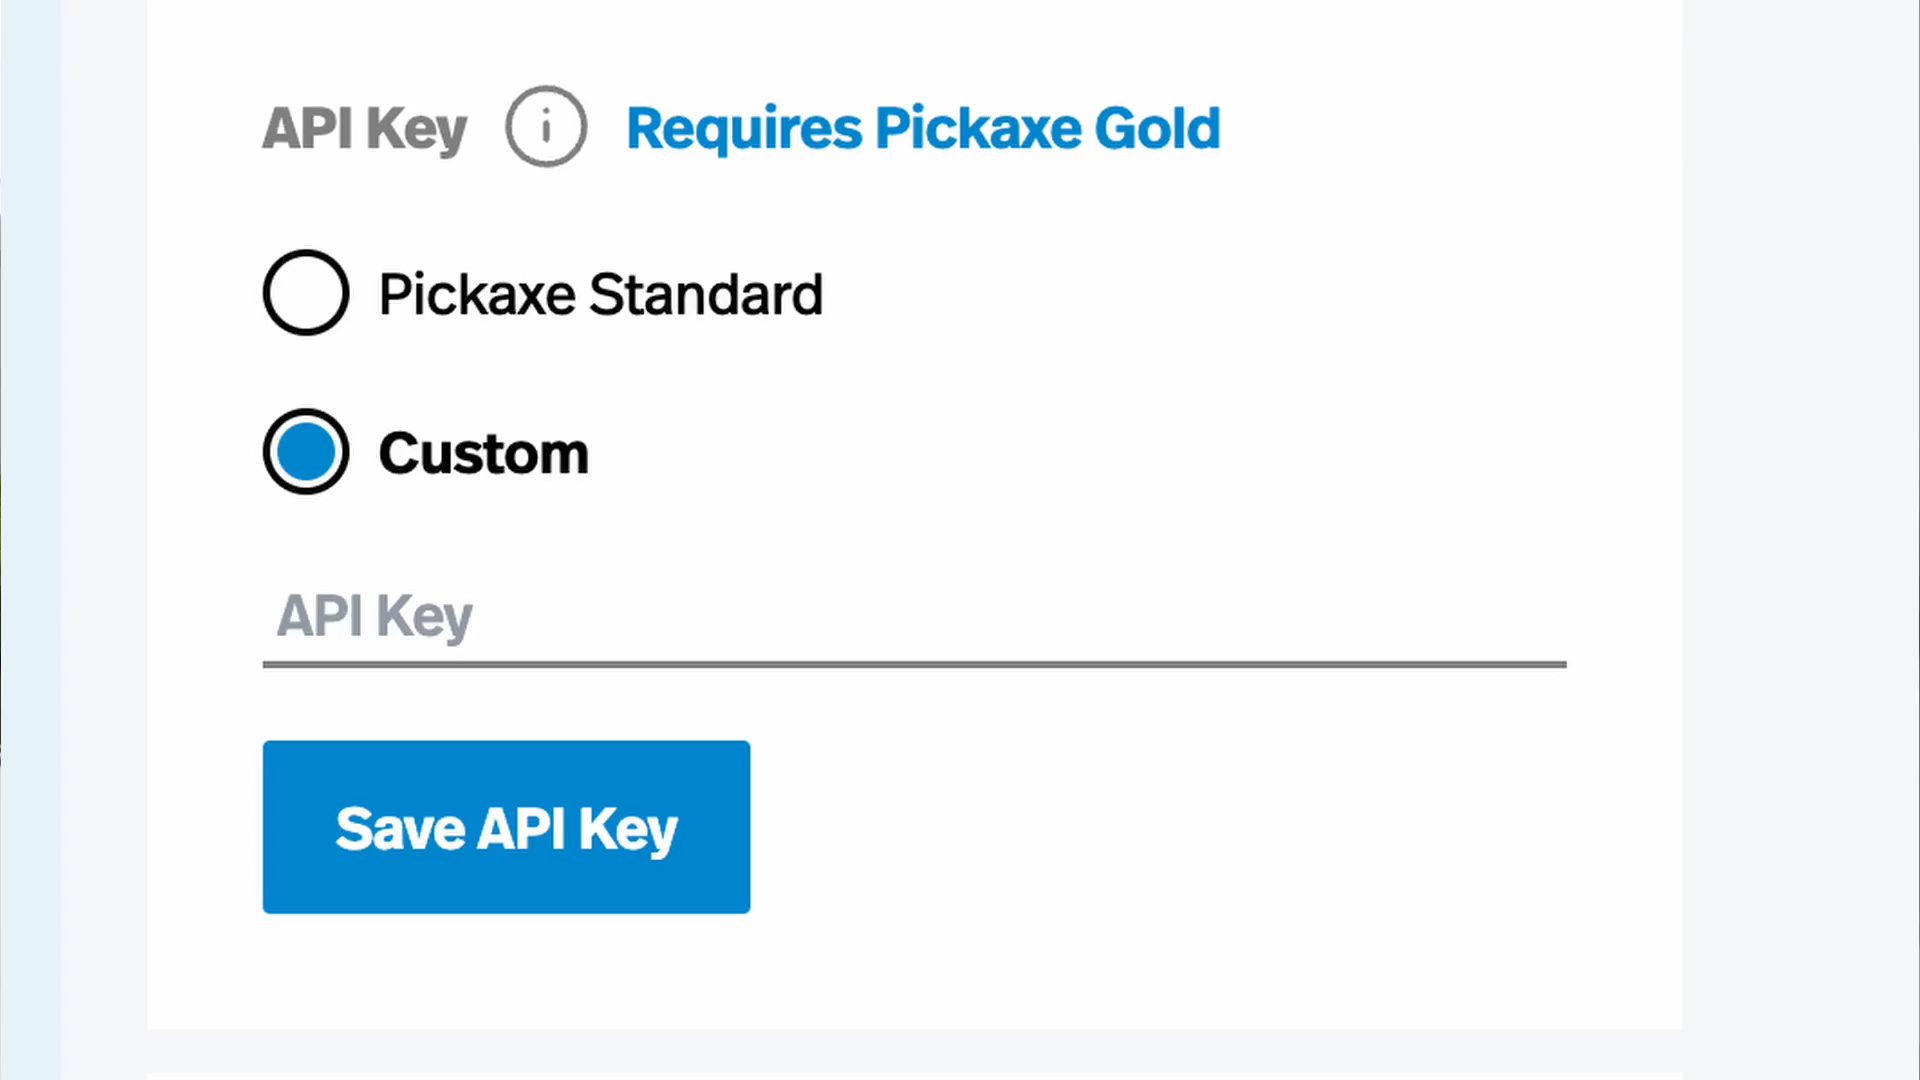 API Key Requires Pickaxe Gold
Pickaxe Standard
Custom
API Key
Save API Key